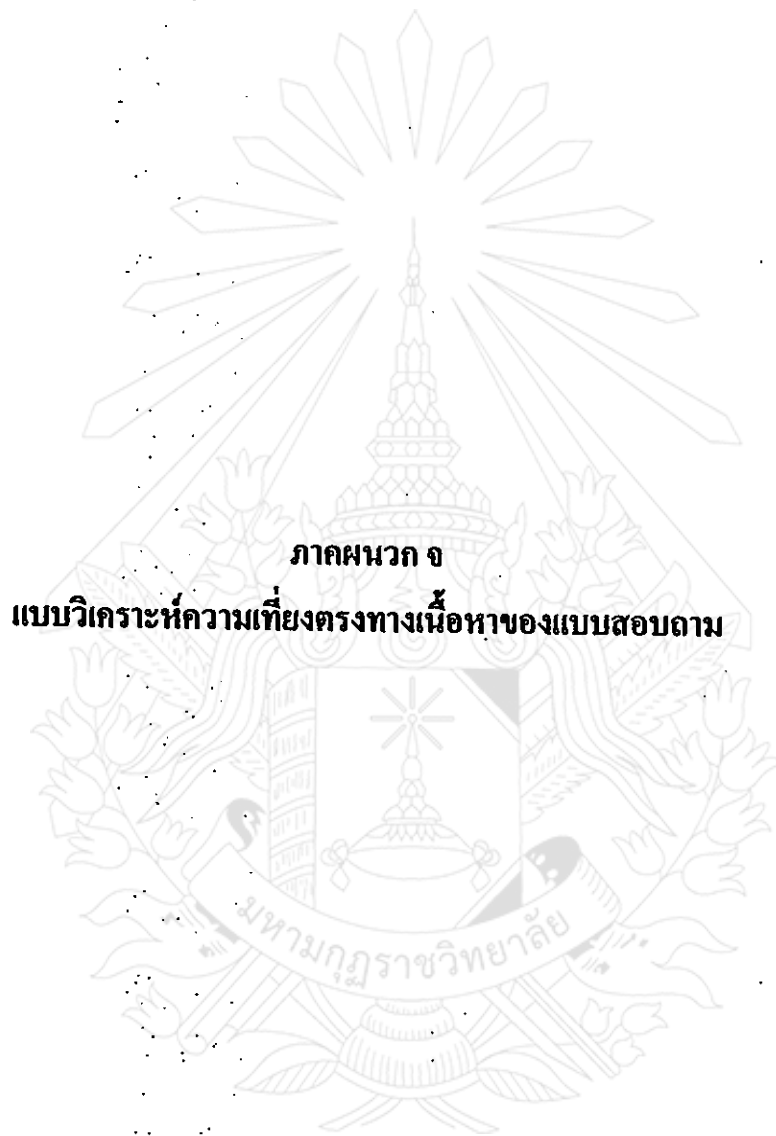 ภาคผนวก จ
แบบวิเคราะห์ความเที่ยงตรงทางเนื้อหาของแบบสอบถาม
มหามกุฏราชวิทยาลัย